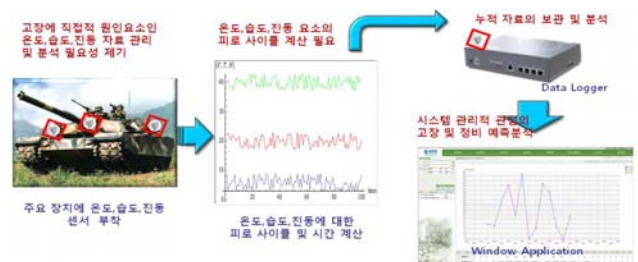 고장에 직접적 원인요소인
온도,습도,진동 자료 관리
및 분석 필요성 제기
주요 장치에 온도,습도,진동
센서 부착
온도,습도,진동 요소의
피로 사이클 계산 필요
온도,습도,진동에 대한
피로 사이클 및 시간 계산
누적 자료의 보관 및 분석
Data Logger
시스템 관리적 관점의
고장 및 정비 예측분석
Window Application